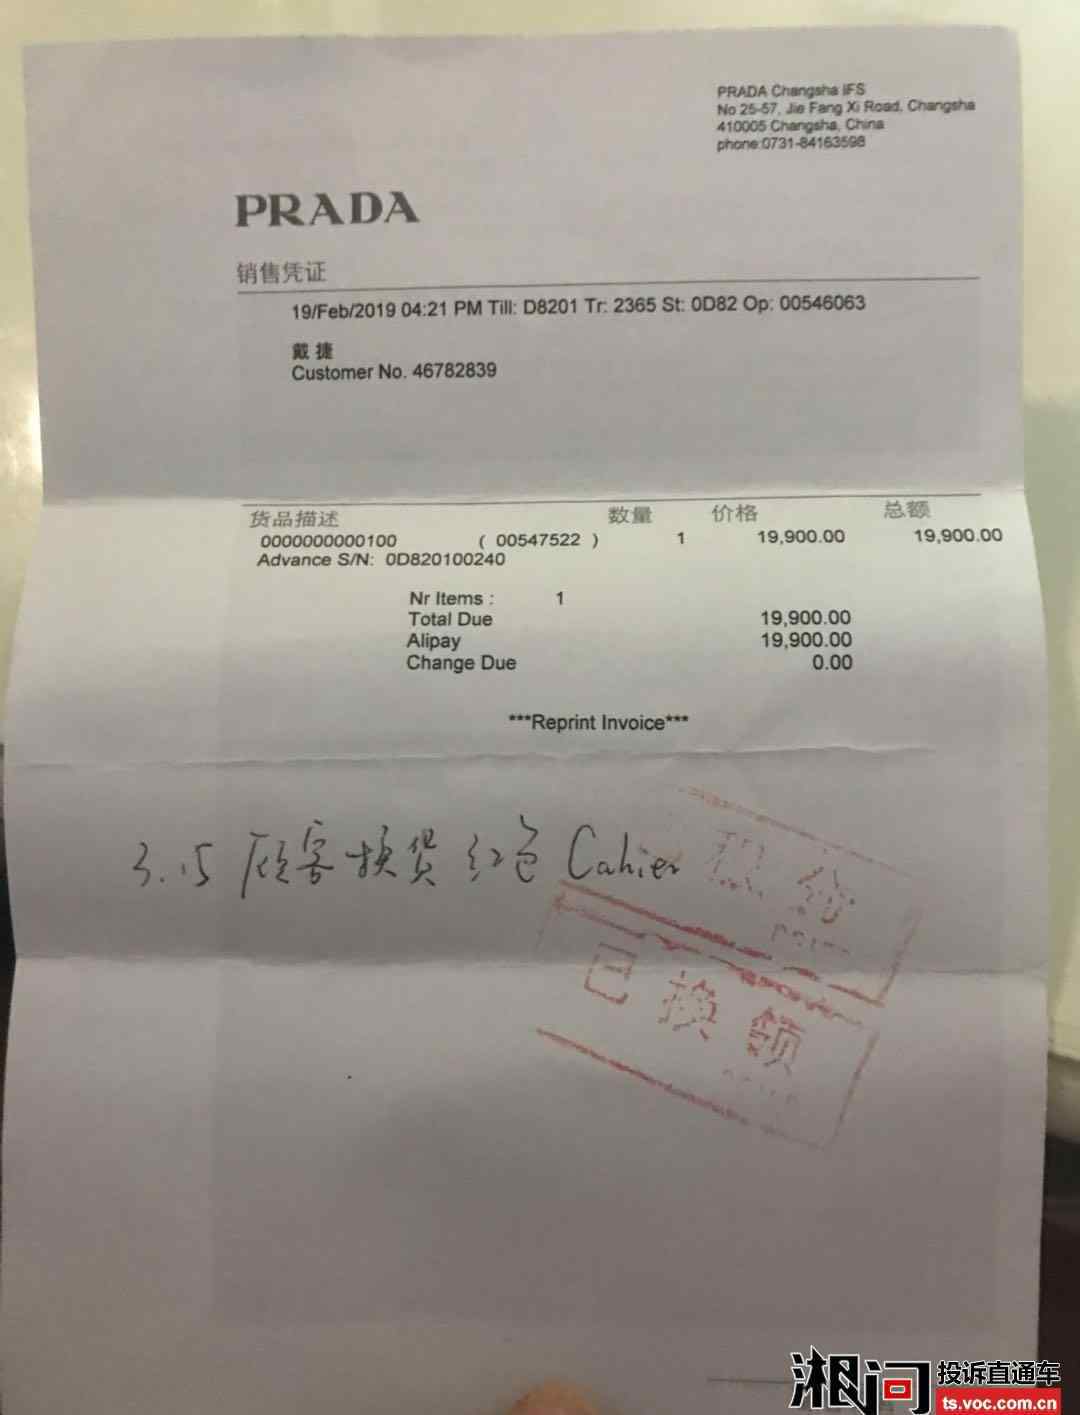 PRADA Changsha IFS
No 25-57, Jie Fang Xi Road, Changsha
410005 Changsha, China
phone:0731-84163598
PRADA
销售凭证
19/Feb/2019 04:21 PM Till: D8201 Tr: 2365 St: 0D82 Op: 00546063
戴 捷
Customer No. 46782839
货品描述 数量 价格 总额
0000000000100 ( 00547522 ) 1 19,900.00 19,900.00
Advance S/N: 0D820100240
Nr Items : 1
Total Due 19,900.00
Alipay 19,900.00
Change Due 0.00
***Reprint Invoice***
3.15 顾客换货 红色 Cahier
积分
已换领
湘问 投诉直通车
ts.voc.com.cn